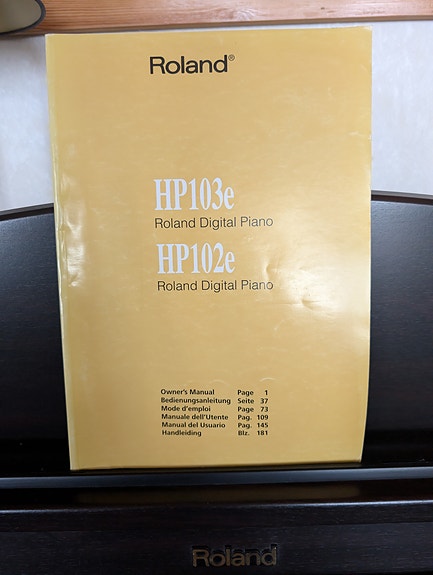 Roland®
HP103e
Roland Digital Piano
HP102e
Roland Digital Piano
Owner's Manual Page 1
Bedienungsanleitung Seite 37
Mode d'emploi Page 73
Manuale dell'Utente Pag. 109
Manual del Usuario Pag. 145
Handleiding Blz. 181
Roland